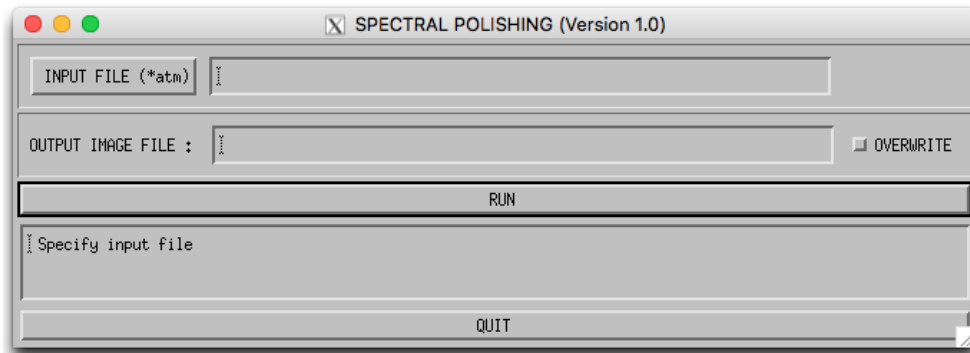 SPECTRAL POLISHING (Version 1.0)
INPUT FILE (*atm)
OUTPUT IMAGE FILE : OVERWRITE
RUN
Specify input file
QUIT